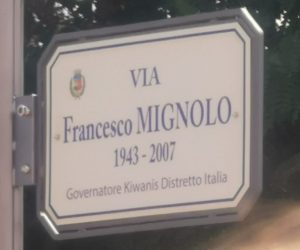 VIA
Francesco MIGNOLO
1943 - 2007
Governatore Kiwanis Distretto Italia